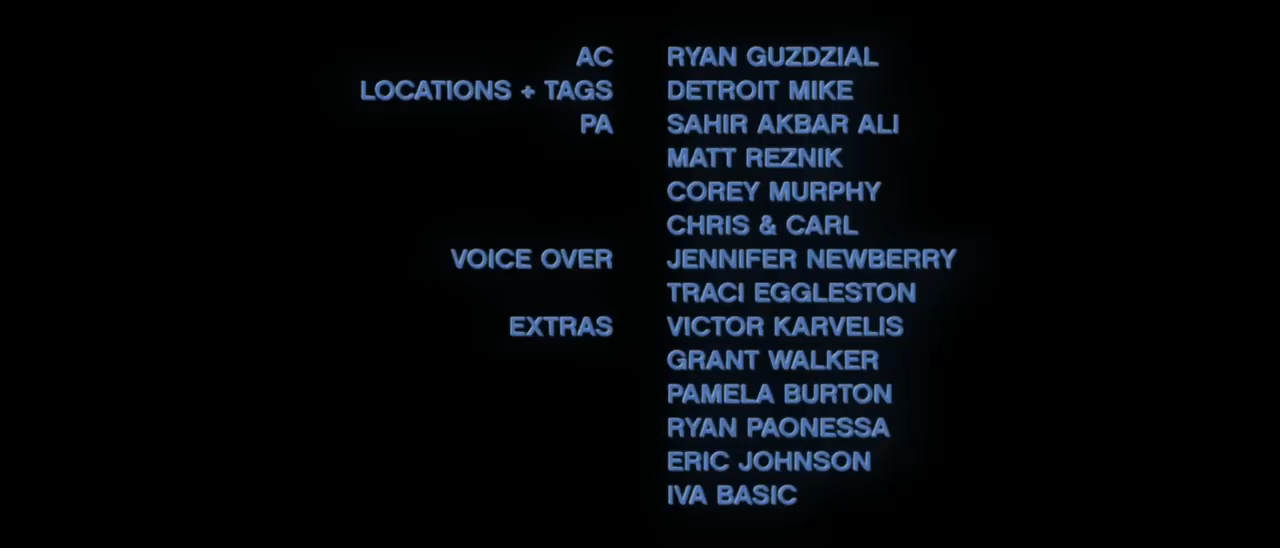 AC RYAN GUZDZIAL
LOCATIONS + TAGS DETROIT MIKE
PA SAHIR AKBAR ALI
MATT REZNIK
COREY MURPHY
CHRIS & CARL
VOICE OVER JENNIFER NEWBERRY
TRACI EGGLESTON
EXTRAS VICTOR KARVELIS
GRANT WALKER
PAMELA BURTON
RYAN PAONESSA
ERIC JOHNSON
IVA BASIC